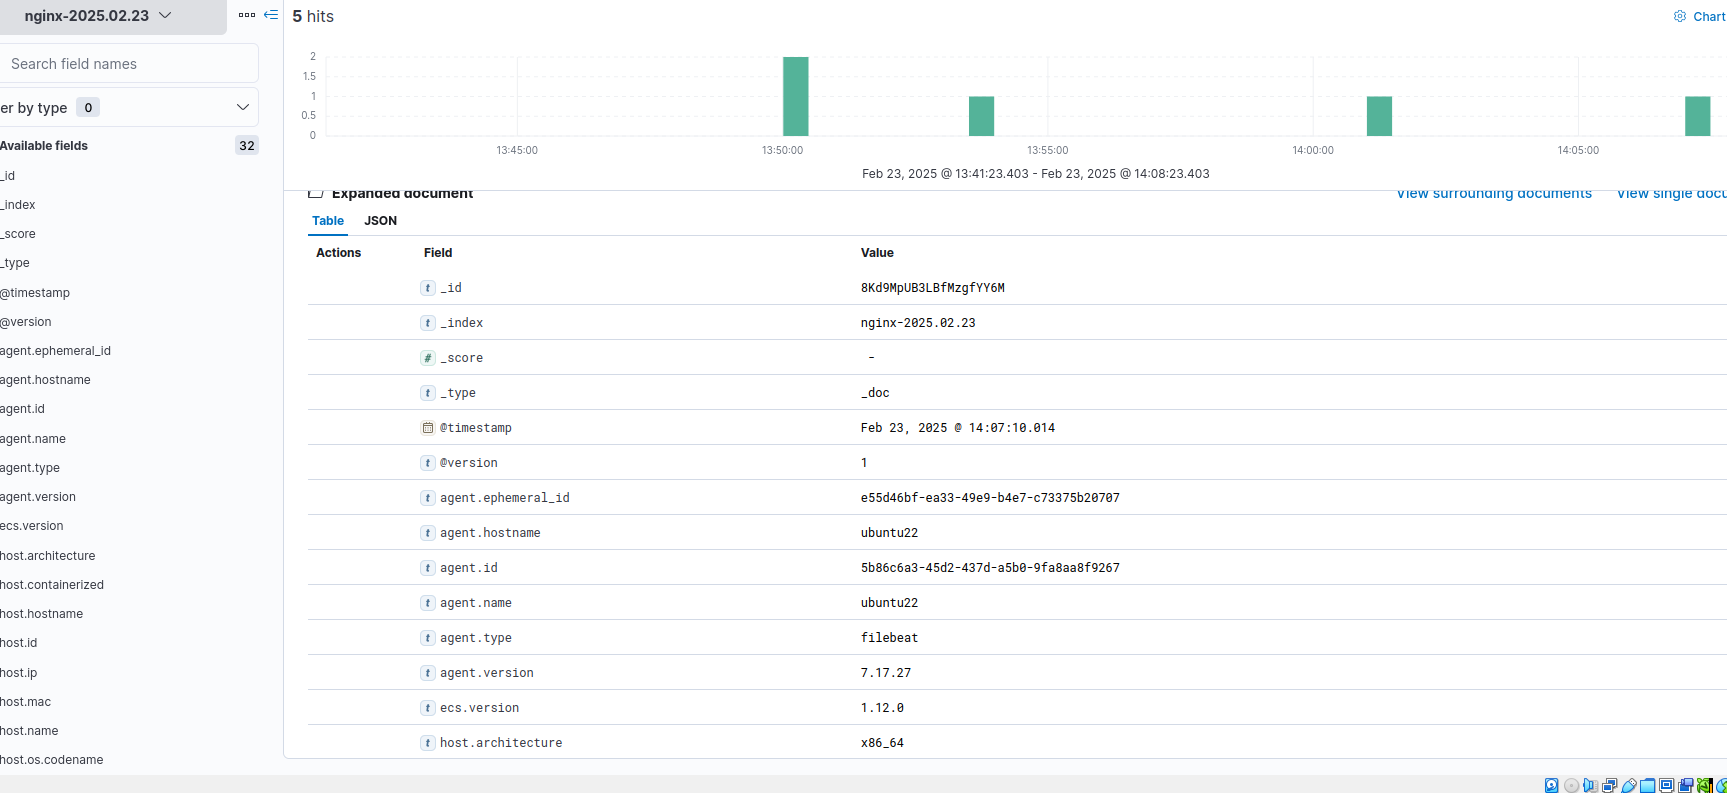 nginx-2025.02.23
Search field names
er by type 0
Available fields 32
_id
_index
_score
_type
@timestamp
@version
agent.ephemeral_id
agent.hostname
agent.id
agent.name
agent.type
agent.version
ecs.version
host.architecture
host.containerized
host.hostname
host.id
host.ip
host.mac
host.name
host.os.codename
5 hits
Chart
2
1.5
1
0.5
0
13:45:00 13:50:00 13:55:00 14:00:00 14:05:00
Feb 23, 2025 @ 13:41:23.403 - Feb 23, 2025 @ 14:08:23.403
Expanded document
View surrounding documents View single docu
Table JSON
Actions Field Value
t _id 8Kd9MpUB3LBfMzgfYY6M
t _index nginx-2025.02.23
# _score -
t _type _doc
@timestamp Feb 23, 2025 @ 14:07:10.014
t @version 1
t agent.ephemeral_id e55d46bf-ea33-49e9-b4e7-c73375b20707
t agent.hostname ubuntu22
t agent.id 5b86c6a3-45d2-437d-a5b0-9fa8aa8f9267
t agent.name ubuntu22
t agent.type filebeat
t agent.version 7.17.27
t ecs.version 1.12.0
t host.architecture x86_64